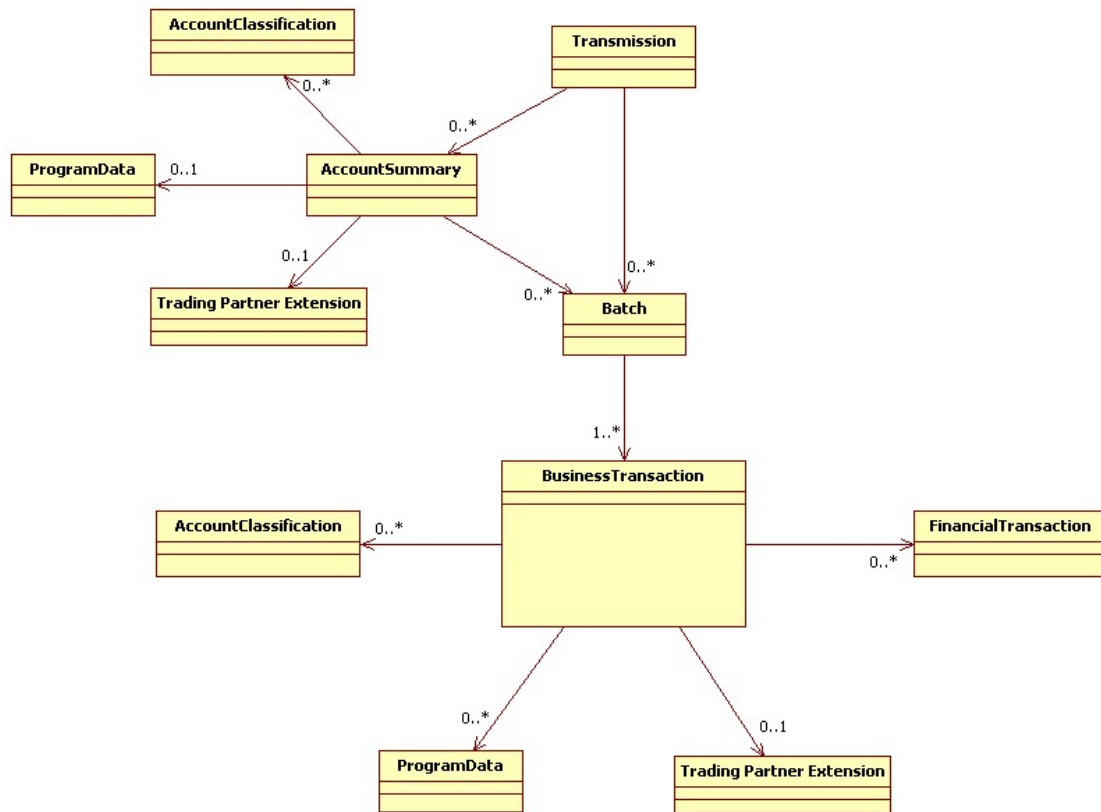 AccountClassification
Transmission
0..*
0..*
ProgramData
0..1
AccountSummary
0..1
0..*
0..*
Trading Partner Extension
Batch
1..*
BusinessTransaction
AccountClassification
0..*
FinancialTransaction
0..*
0..*
0..1
ProgramData
Trading Partner Extension